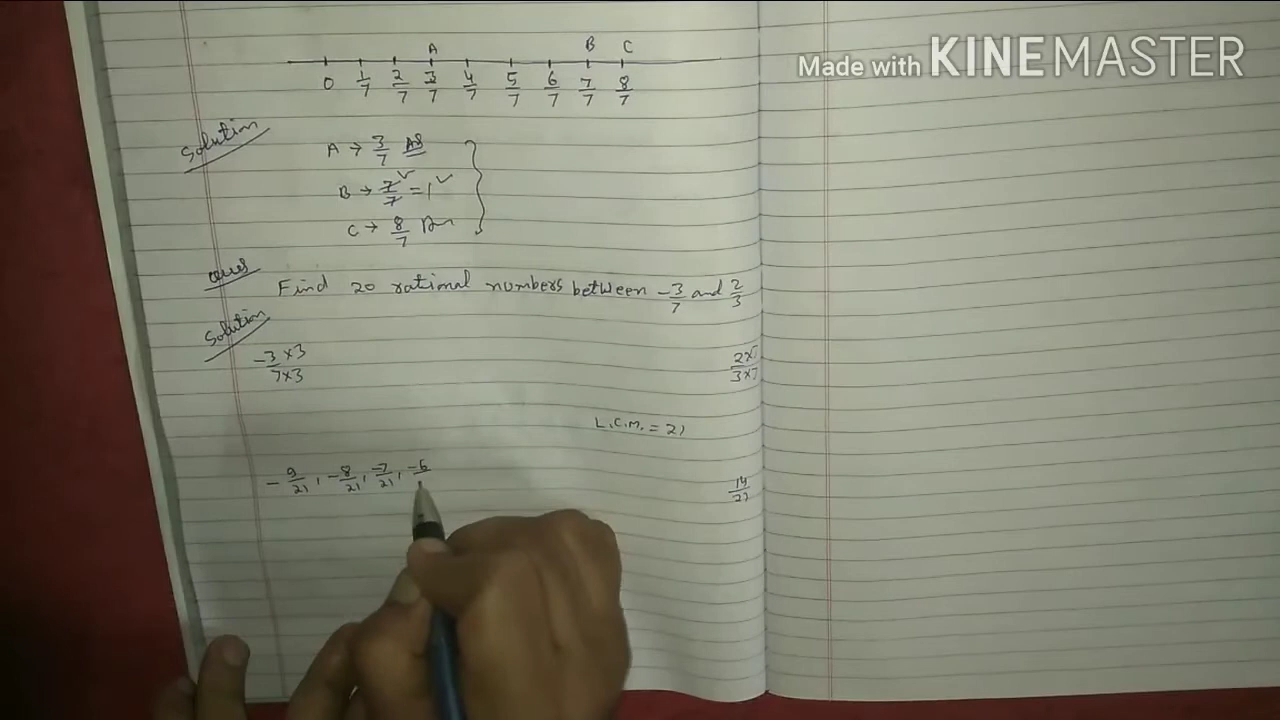 Made with KINEMASTER
A B C
0 1/7 2/7 3/7 4/7 5/7 6/7 7/7 8/7
Solution
A → 3/7
B → 7/7 = 1
C → 8/7
Ques
Find 20 rational numbers between -3/7 and 2/3
Solution
-3×3/7×3 2×7/3×7
L.C.M. = 21
-9/21, -8/21, -7/21, -6 14/21